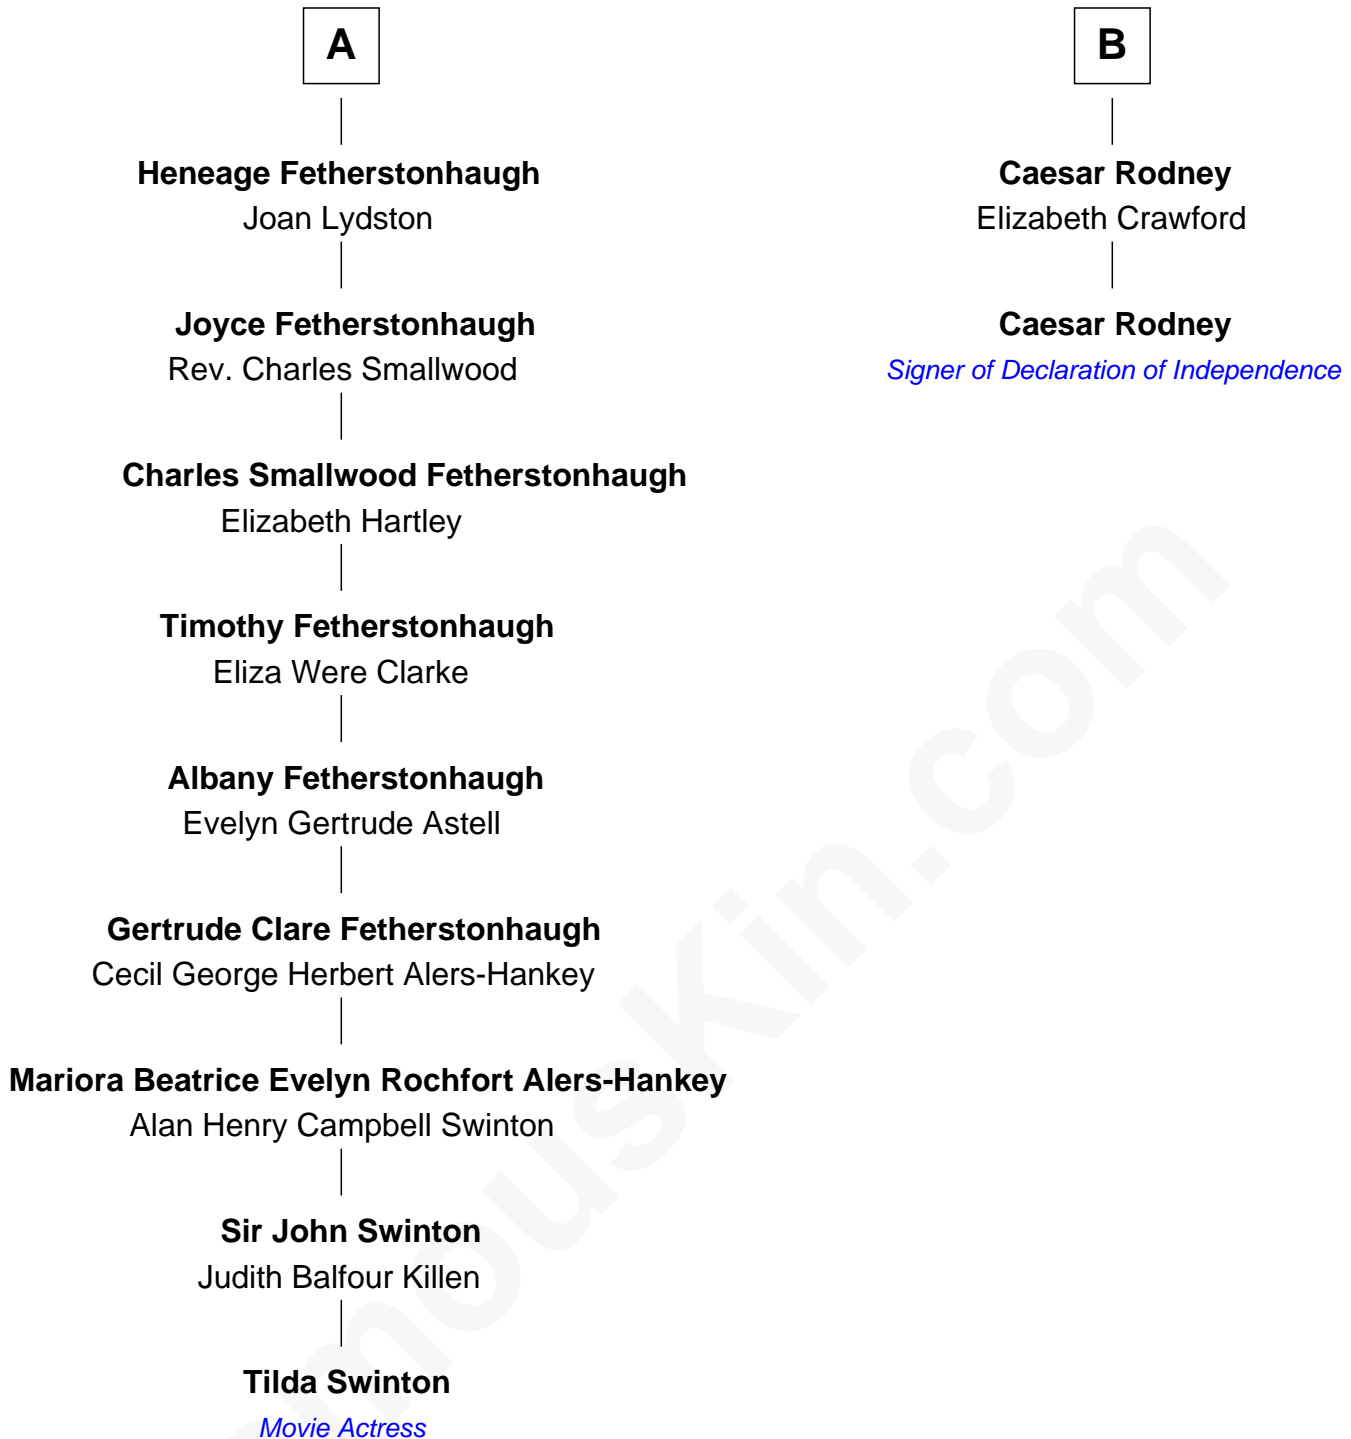 A
Heneage Fetherstonhaugh
Joan Lydston
Joyce Fetherstonhaugh
Rev. Charles Smallwood
Charles Smallwood Fetherstonhaugh
Elizabeth Hartley
Timothy Fetherstonhaugh
Eliza Were Clarke
Albany Fetherstonhaugh
Evelyn Gertrude Astell
Gertrude Clare Fetherstonhaugh
Cecil George Herbert Alers-Hankey
Mariora Beatrice Evelyn Rochfort Alers-Hankey
Alan Henry Campbell Swinton
Sir John Swinton
Judith Balfour Killen
Tilda Swinton
Movie Actress
B
Caesar Rodney
Elizabeth Crawford
Caesar Rodney
Signer of Declaration of Independence
mousKin.com